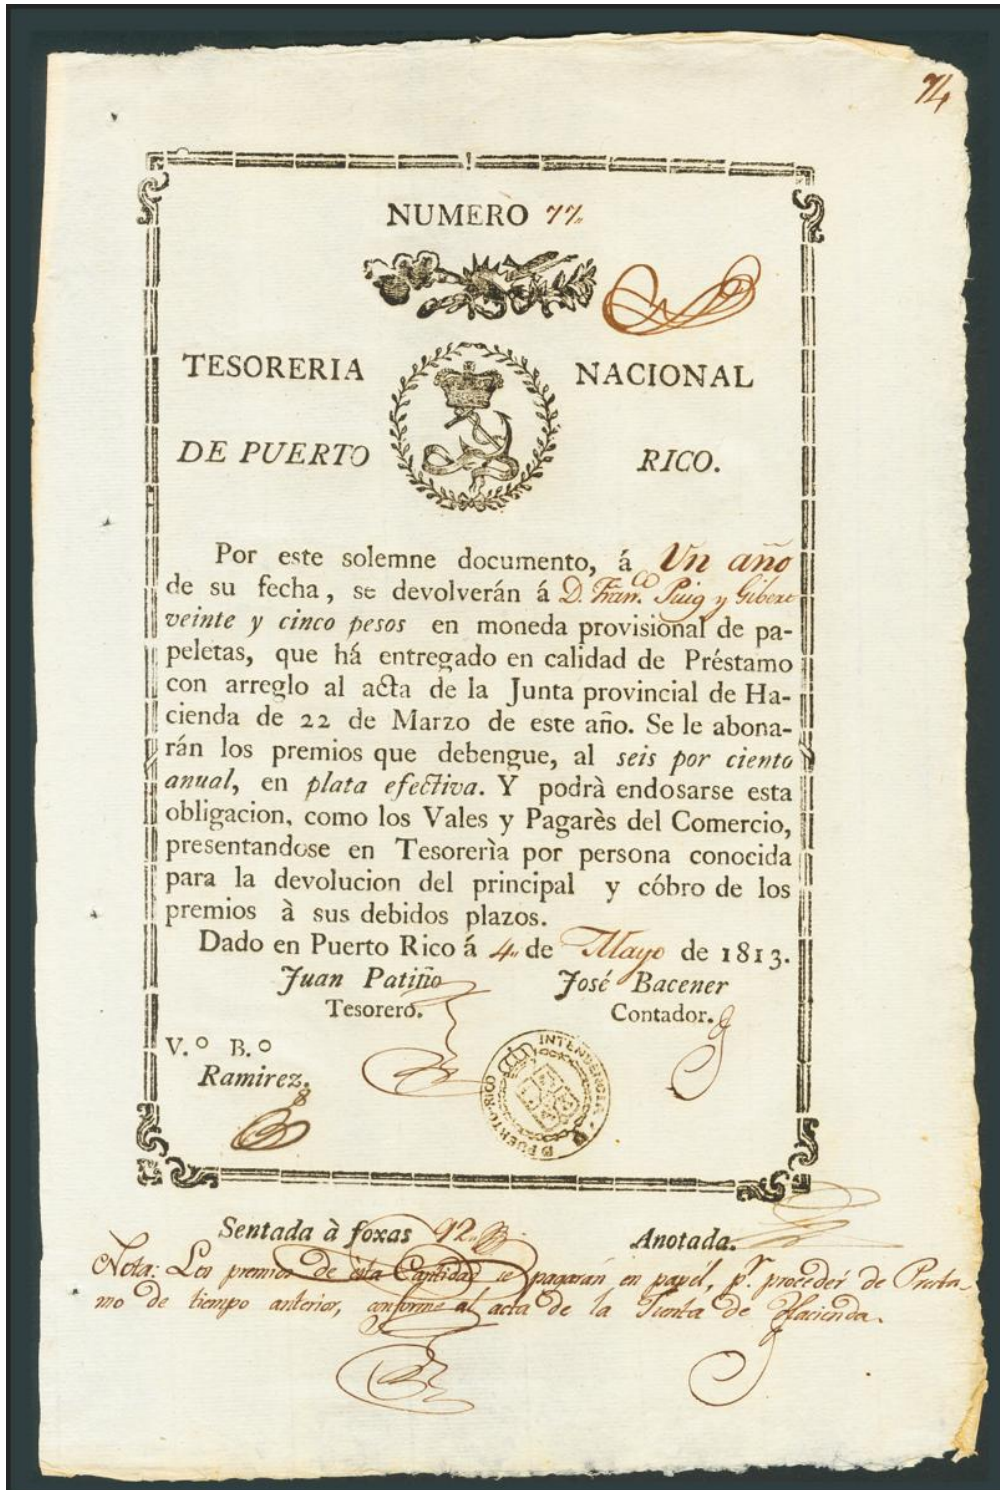 74
NUMERO 77.
TESORERIA NACIONAL
DE PUERTO RICO.
Por este solemne documento, á Un año
de su fecha, se devolverán á D. Fran.co Puig y Gibert
veinte y cinco pesos en moneda provisional de pa-
peletas, que há entregado en calidad de Préstamo
con arreglo al acta de la Junta provincial de Ha-
cienda de 22 de Marzo de este año. Se le abona-
rán los premios que debengue, al seis por ciento
anual, en plata efectiva. Y podrà endosarse esta
obligacion, como los Vales y Pagarès del Comercio,
presentandose en Tesorerìa por persona conocida
para la devolucion del principal y cóbro de los
premios à sus debidos plazos.
Dado en Puerto Rico á 4. de Mayo de 1813.
Juan Patiño José Bacener
Tesorero. Contador.
V.º B.º
Ramirez.
INTENDENCIA D PUERTO-RICO
Sentada à foxas 92. Anotada.
Nota: Los premios de esta Cantidad se pagarán en papél, pr. procedér de Presta-
mo de tiempo anterior, conforme al acta de la Junta de Hacienda.